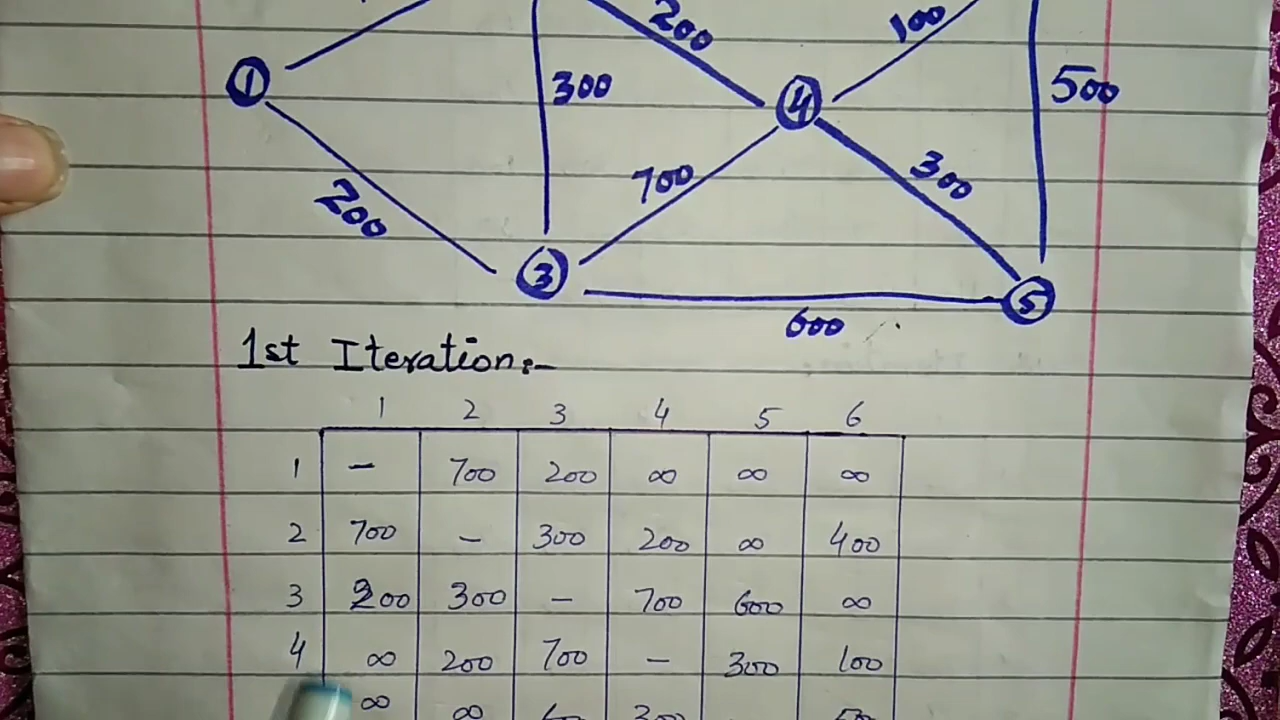 200
100
1
300
4
500
700
300
200
3
5
600
1st Iteration:-
1 2 3 4 5 6
1 - 700 200 ∞ ∞ ∞
2 700 - 300 200 ∞ 400
3 200 300 - 700 600 ∞
4 ∞ 200 700 - 300 100
∞ ∞ 300